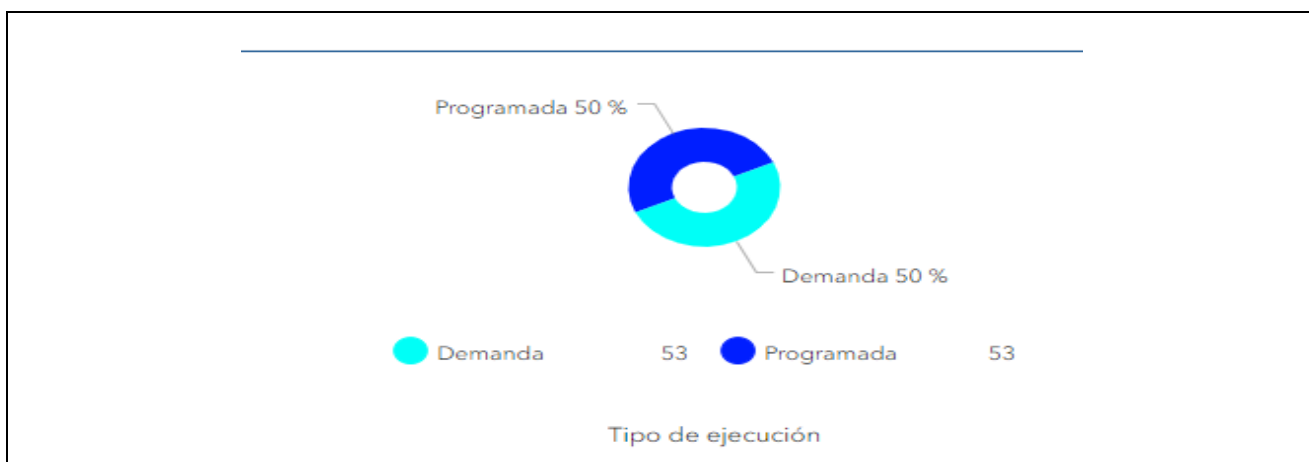 Programada 50 %
Demanda 50 %
Demanda 53 Programada 53
Tipo de ejecución